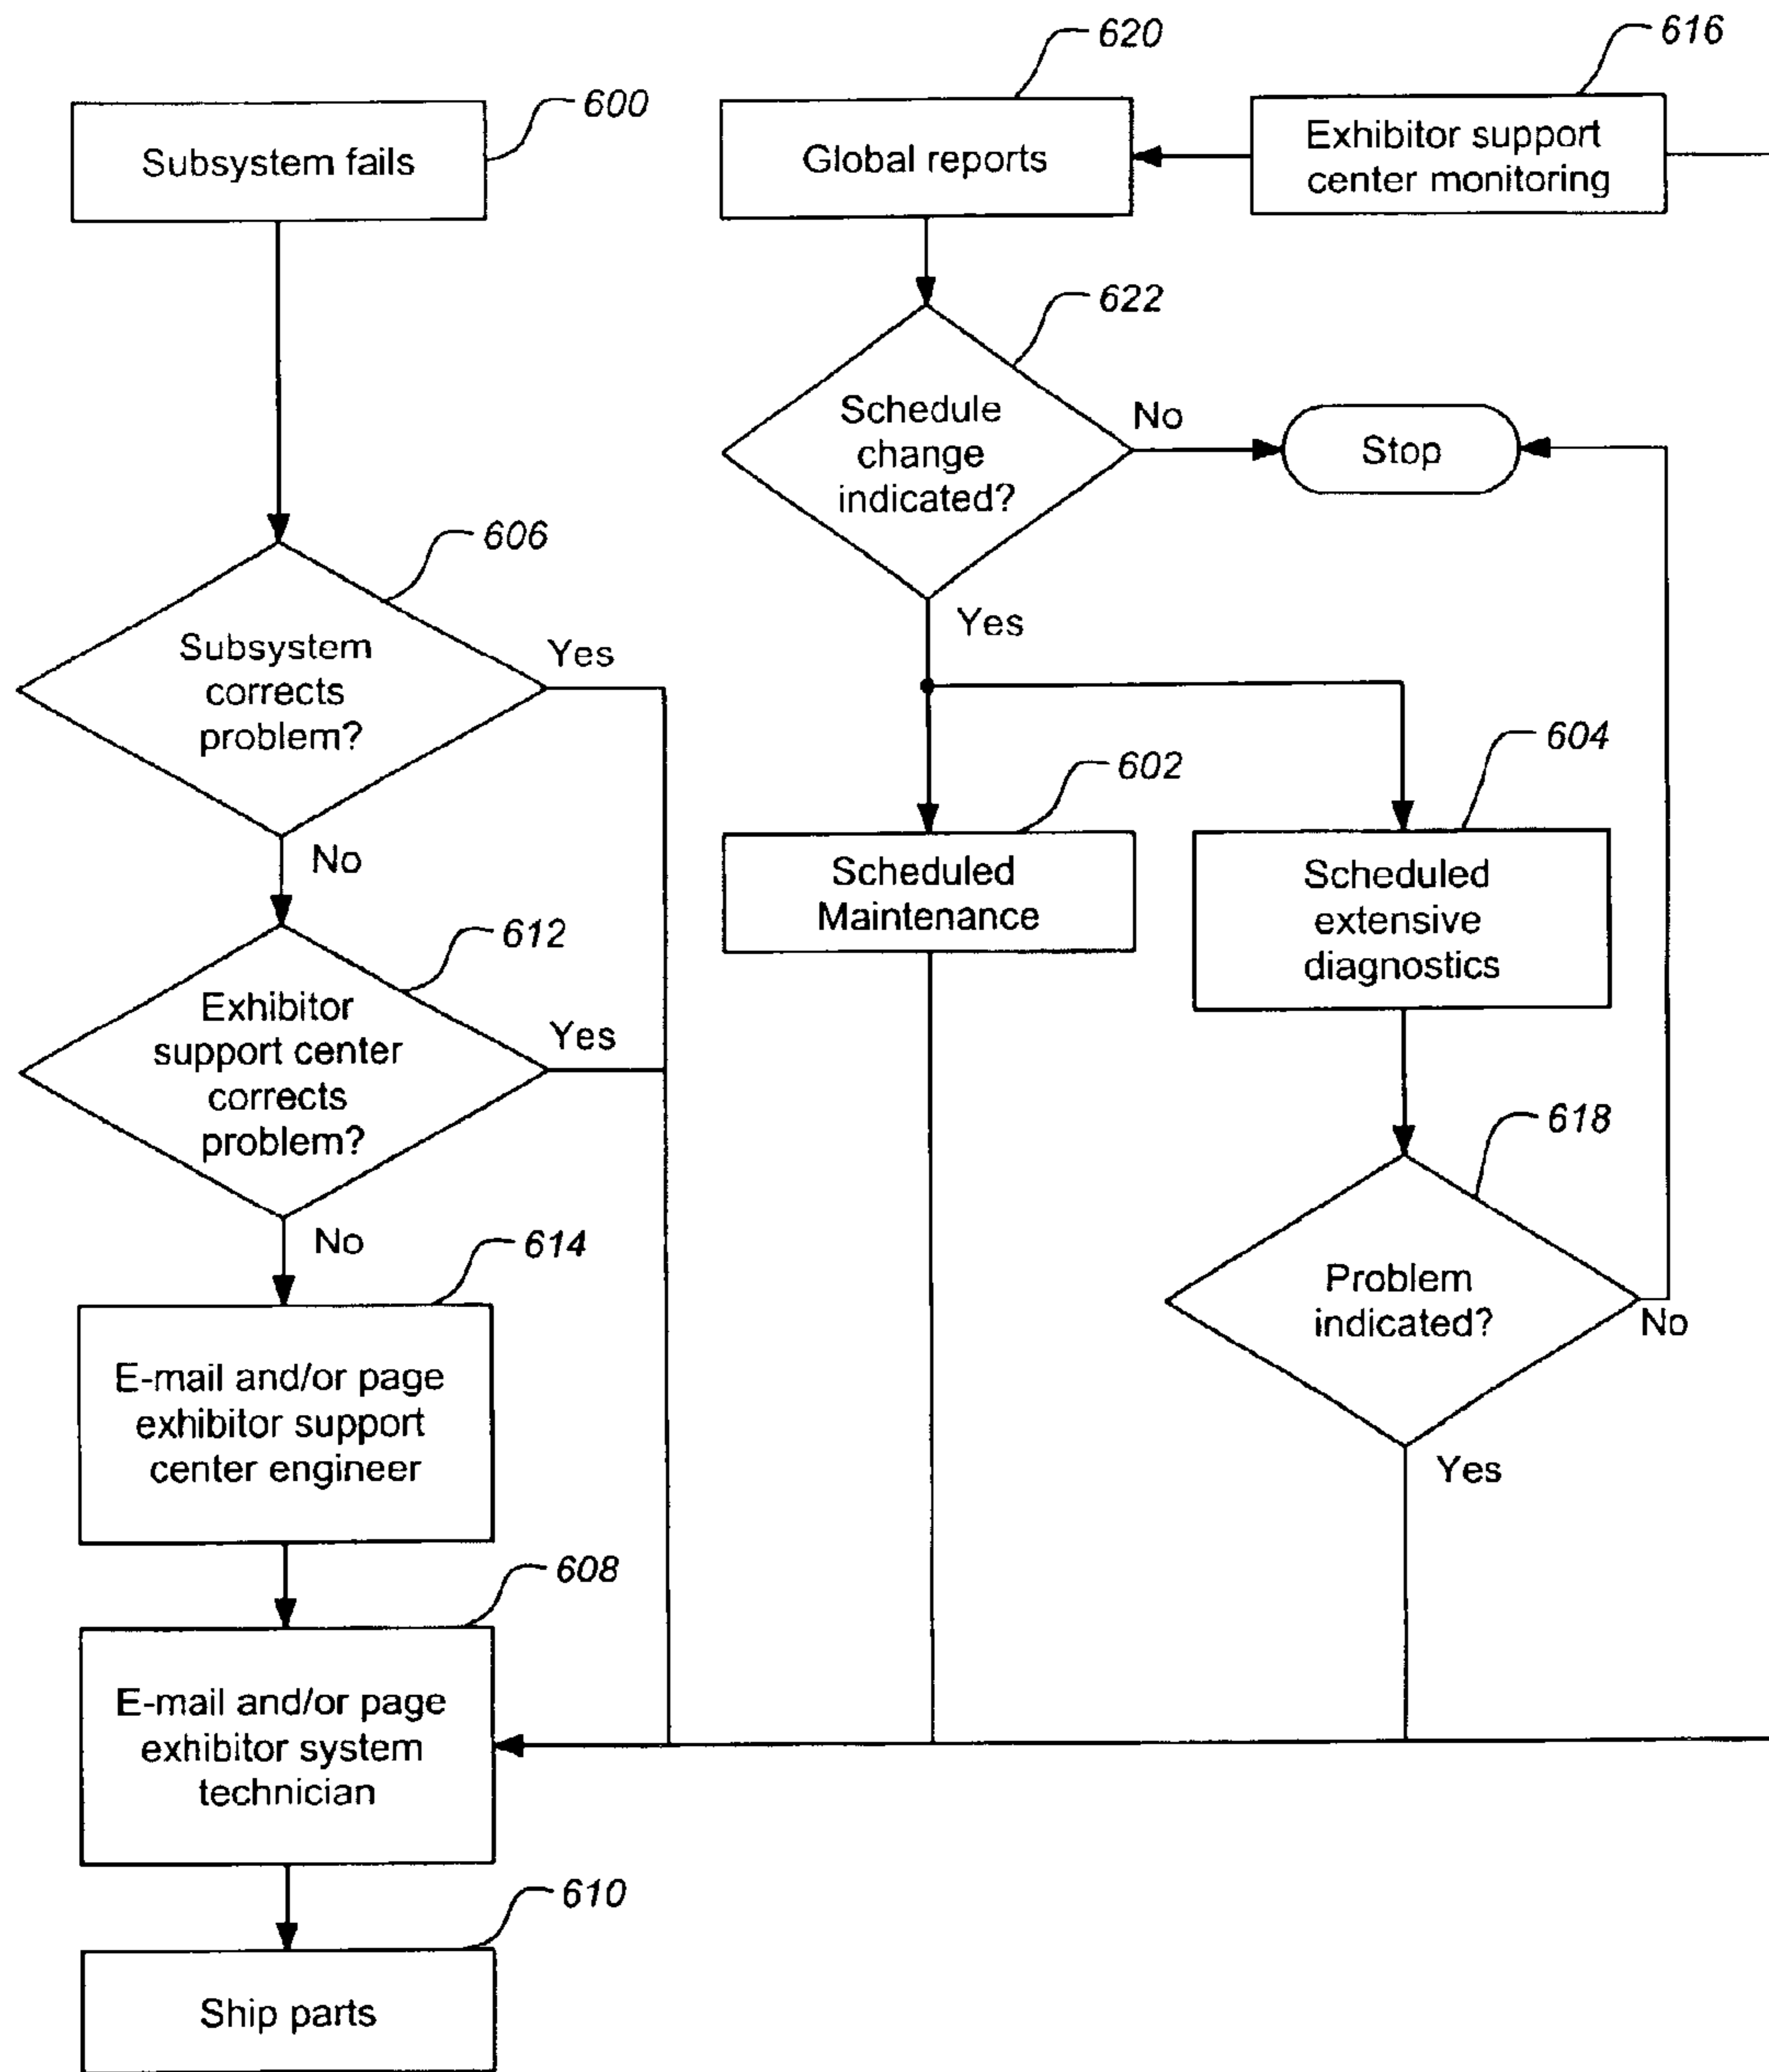 600
Subsystem fails
606
Subsystem
corrects
problem?
Yes
No
612
Exhibitor
support center
corrects
problem?
Yes
No
614
E-mail and/or page
exhibitor support
center engineer
608
E-mail and/or page
exhibitor system
technician
610
Ship parts
620
Global reports
616
Exhibitor support
center monitoring
622
Schedule
change
indicated?
No
Stop
Yes
602
Scheduled
Maintenance
604
Scheduled
extensive
diagnostics
618
Problem
indicated?
No
Yes